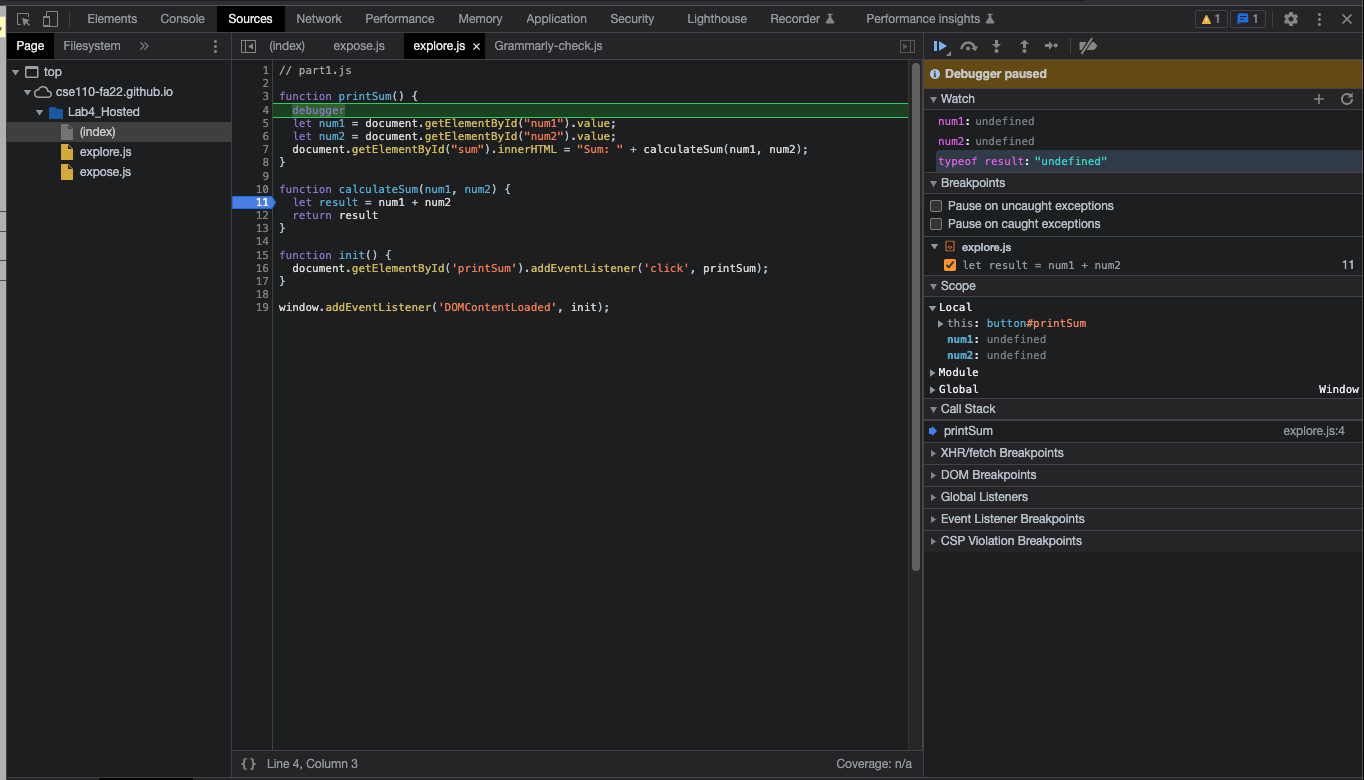 Elements Console Sources Network Performance Memory Application Security Lighthouse Recorder Performance insights 1 1
Page Filesystem »
top
cse110-fa22.github.io
Lab4_Hosted
(index)
explore.js
expose.js
(index) expose.js explore.js × Grammarly-check.js
1 // part1.js
2
3 function printSum() {
4   debugger
5   let num1 = document.getElementById("num1").value;
6   let num2 = document.getElementById("num2").value;
7   document.getElementById("sum").innerHTML = "Sum: " + calculateSum(num1, num2);
8 }
9
10 function calculateSum(num1, num2) {
11   let result = num1 + num2
12   return result
13 }
14
15 function init() {
16   document.getElementById('printSum').addEventListener('click', printSum);
17 }
18
19 window.addEventListener('DOMContentLoaded', init);
{} Line 4, Column 3 Coverage: n/a
Debugger paused
Watch
num1: undefined
num2: undefined
typeof result: "undefined"
Breakpoints
Pause on uncaught exceptions
Pause on caught exceptions
explore.js
let result = num1 + num2 11
Scope
Local
this: button#printSum
num1: undefined
num2: undefined
Module
Global Window
Call Stack
printSum explore.js:4
XHR/fetch Breakpoints
DOM Breakpoints
Global Listeners
Event Listener Breakpoints
CSP Violation Breakpoints